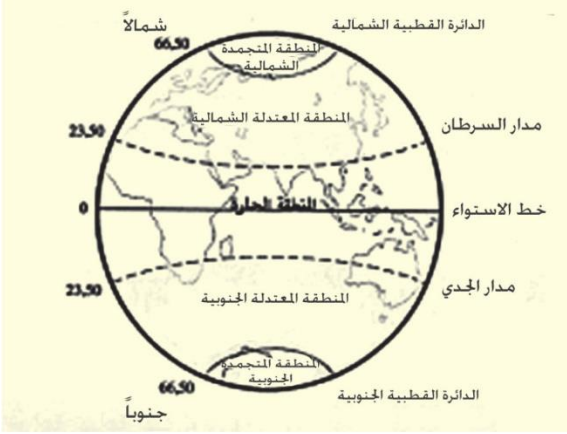 شمالاً
الدائرة القطبية الشمالية
66,50
المنطقة المتجمدة
الشمالية
المنطقة المعتدلة الشمالية
مدار السرطان
23,50
خط الاستواء
المنطقة الحارة
0
مدار الجدي
23,50
المنطقة المعتدلة الجنوبية
المنطقة المتجمدة
الجنوبية
66,50
الدائرة القطبية الجنوبية
جنوباً